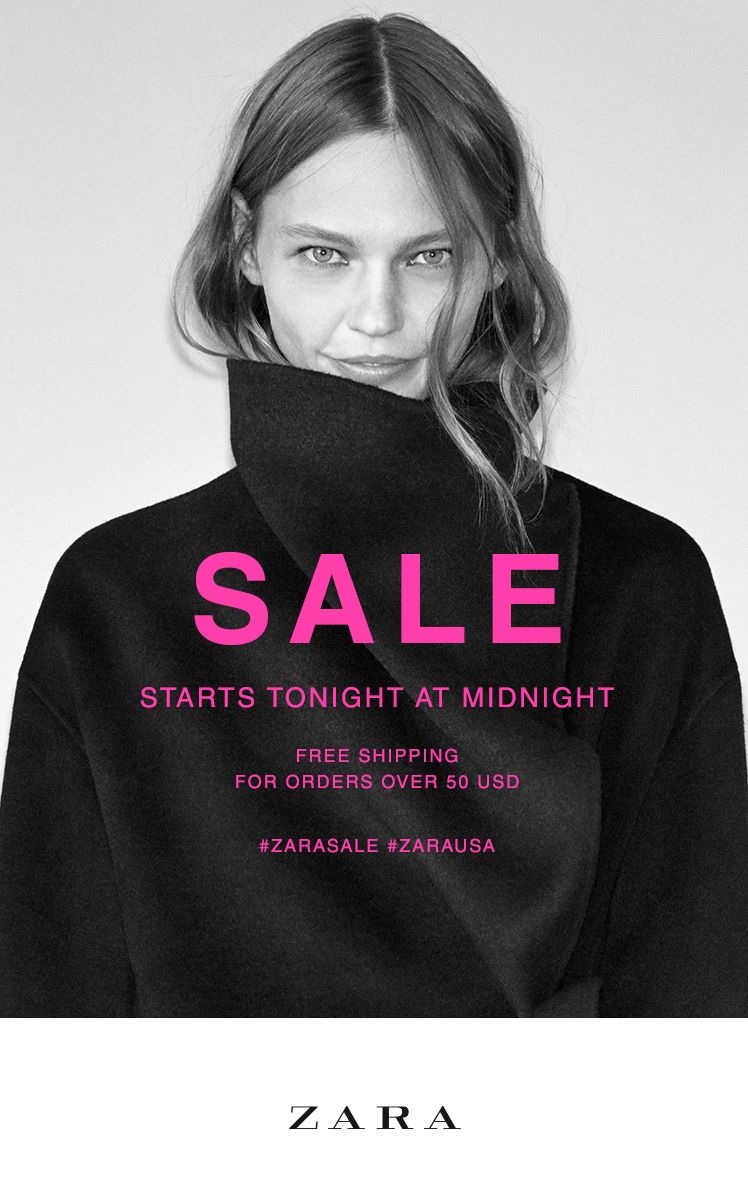 SALE
STARTS TONIGHT AT MIDNIGHT
FREE SHIPPING
FOR ORDERS OVER 50 USD
#ZARASALE #ZARAUSA
ZARA